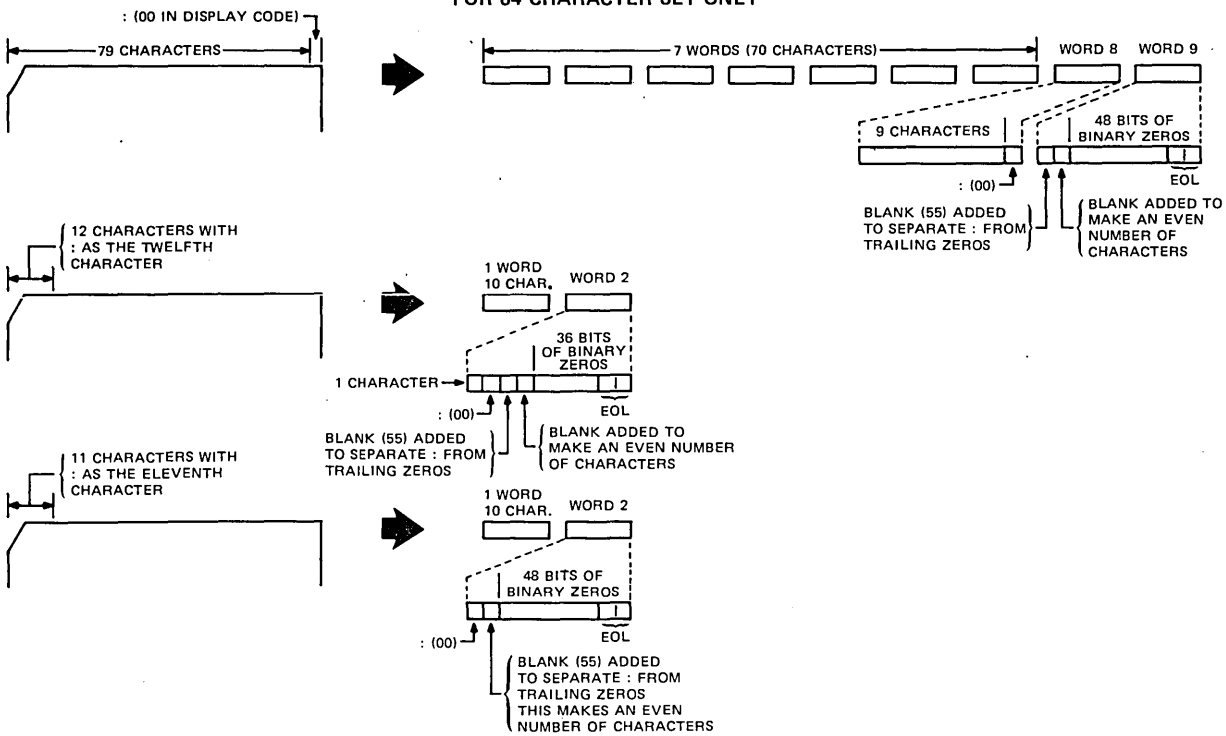 FOR 64 CHARACTER SET ONLY
: (00 IN DISPLAY CODE)
79 CHARACTERS
7 WORDS (70 CHARACTERS)
WORD 8
WORD 9
9 CHARACTERS
48 BITS OF
BINARY ZEROS
: (00)
EOL
BLANK (55) ADDED
TO SEPARATE : FROM
TRAILING ZEROS
BLANK ADDED TO
MAKE AN EVEN
NUMBER OF
CHARACTERS
12 CHARACTERS WITH
: AS THE TWELFTH
CHARACTER
1 WORD
10 CHAR.
WORD 2
36 BITS
OF BINARY
ZEROS
1 CHARACTER
: (00)
EOL
BLANK (55) ADDED
TO SEPARATE : FROM
TRAILING ZEROS
BLANK ADDED TO
MAKE AN EVEN NUMBER
OF CHARACTERS
11 CHARACTERS WITH
: AS THE ELEVENTH
CHARACTER
1 WORD
10 CHAR.
WORD 2
48 BITS OF
BINARY ZEROS
: (00)
EOL
BLANK (55) ADDED
TO SEPARATE : FROM
TRAILING ZEROS
THIS MAKES AN EVEN
NUMBER OF CHARACTERS